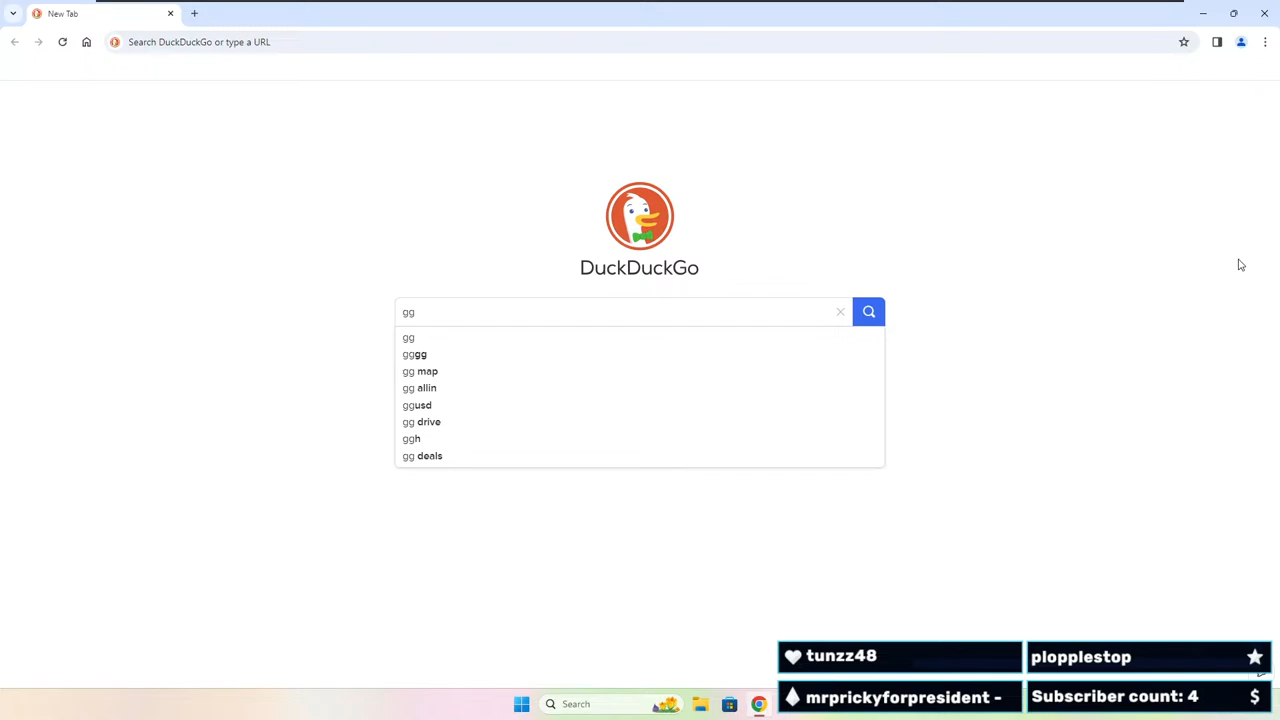 New Tab
Search DuckDuckGo or type a URL
DuckDuckGo
gg
gg
gggg
gg map
gg allin
ggusd
gg drive
ggh
gg deals
tunzz48
plopplestop
mrprickyforpresident -
Subscriber count: 4
$
Search